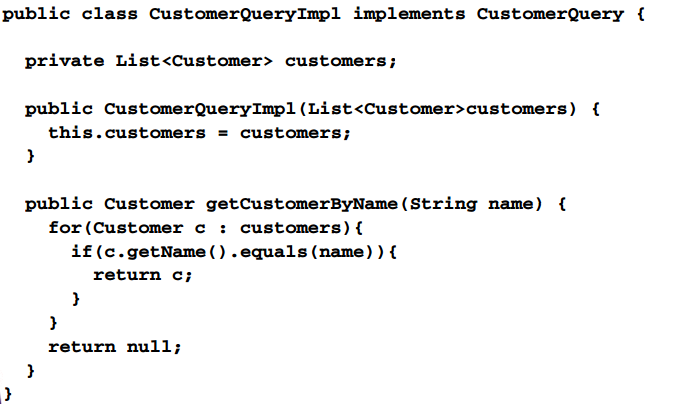 public class CustomerQueryImpl implements CustomerQuery {
private List<Customer> customers;
public CustomerQueryImpl(List<Customer>customers) {
this.customers = customers;
}
public Customer getCustomerByName(String name) {
for(Customer c : customers){
if(c.getName().equals(name)){
return c;
}
}
return null;
}
}